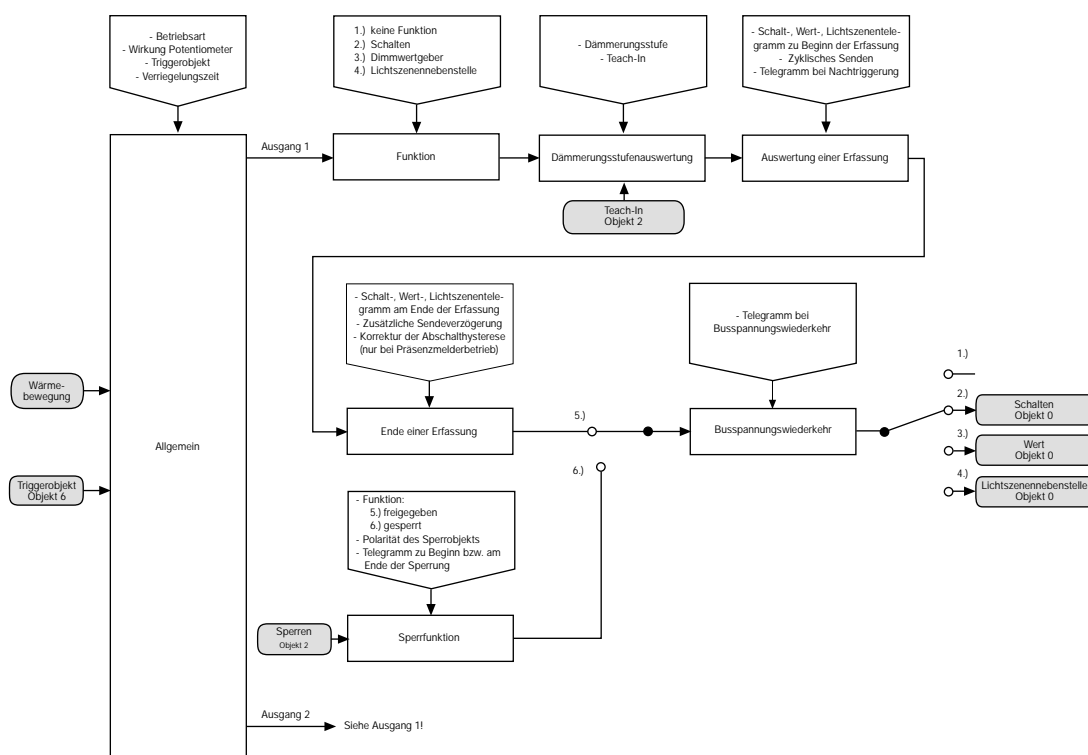 - Betriebsart
- Wirkung Potentiometer
- Triggerobjekt
- Verriegelungszeit
1.) keine Funktion
2.) Schalten
3.) Dimmwertgeber
4.) Lichtszenennebenstelle
- Dämmerungsstufe
- Teach-In
- Schalt-, Wert-, Lichtszenentele-
gramm zu Beginn der Erfassung
- Zyklisches Senden
- Telegramm bei Nachtriggerung
Ausgang 1
Funktion
Dämmerungsstufenauswertung
Auswertung einer Erfassung
Teach-In
Objekt 2
- Schalt-, Wert-, Lichtszenentele-
gramm am Ende der Erfassung
- Zusätzliche Sendeverzögerung
- Korrektur der Abschalthysterese
(nur bei Präsenzmelderbetrieb)
- Telegramm bei
Busspannungswiederkehr
Wärme-
bewegung
Allgemein
Triggerobjekt
Objekt 6
Ende einer Erfassung
5.)
6.)
Busspannungswiederkehr
1.)
2.)
Schalten
Objekt 0
3.)
Wert
Objekt 0
4.)
Lichtszenennebenstelle
Objekt 0
- Funktion:
5.) freigegeben
6.) gesperrt
- Polarität des Sperrobjekts
- Telegramm zu Beginn bzw. am
Ende der Sperrung
Sperren
Objekt 2
Sperrfunktion
Ausgang 2
Siehe Ausgang 1!